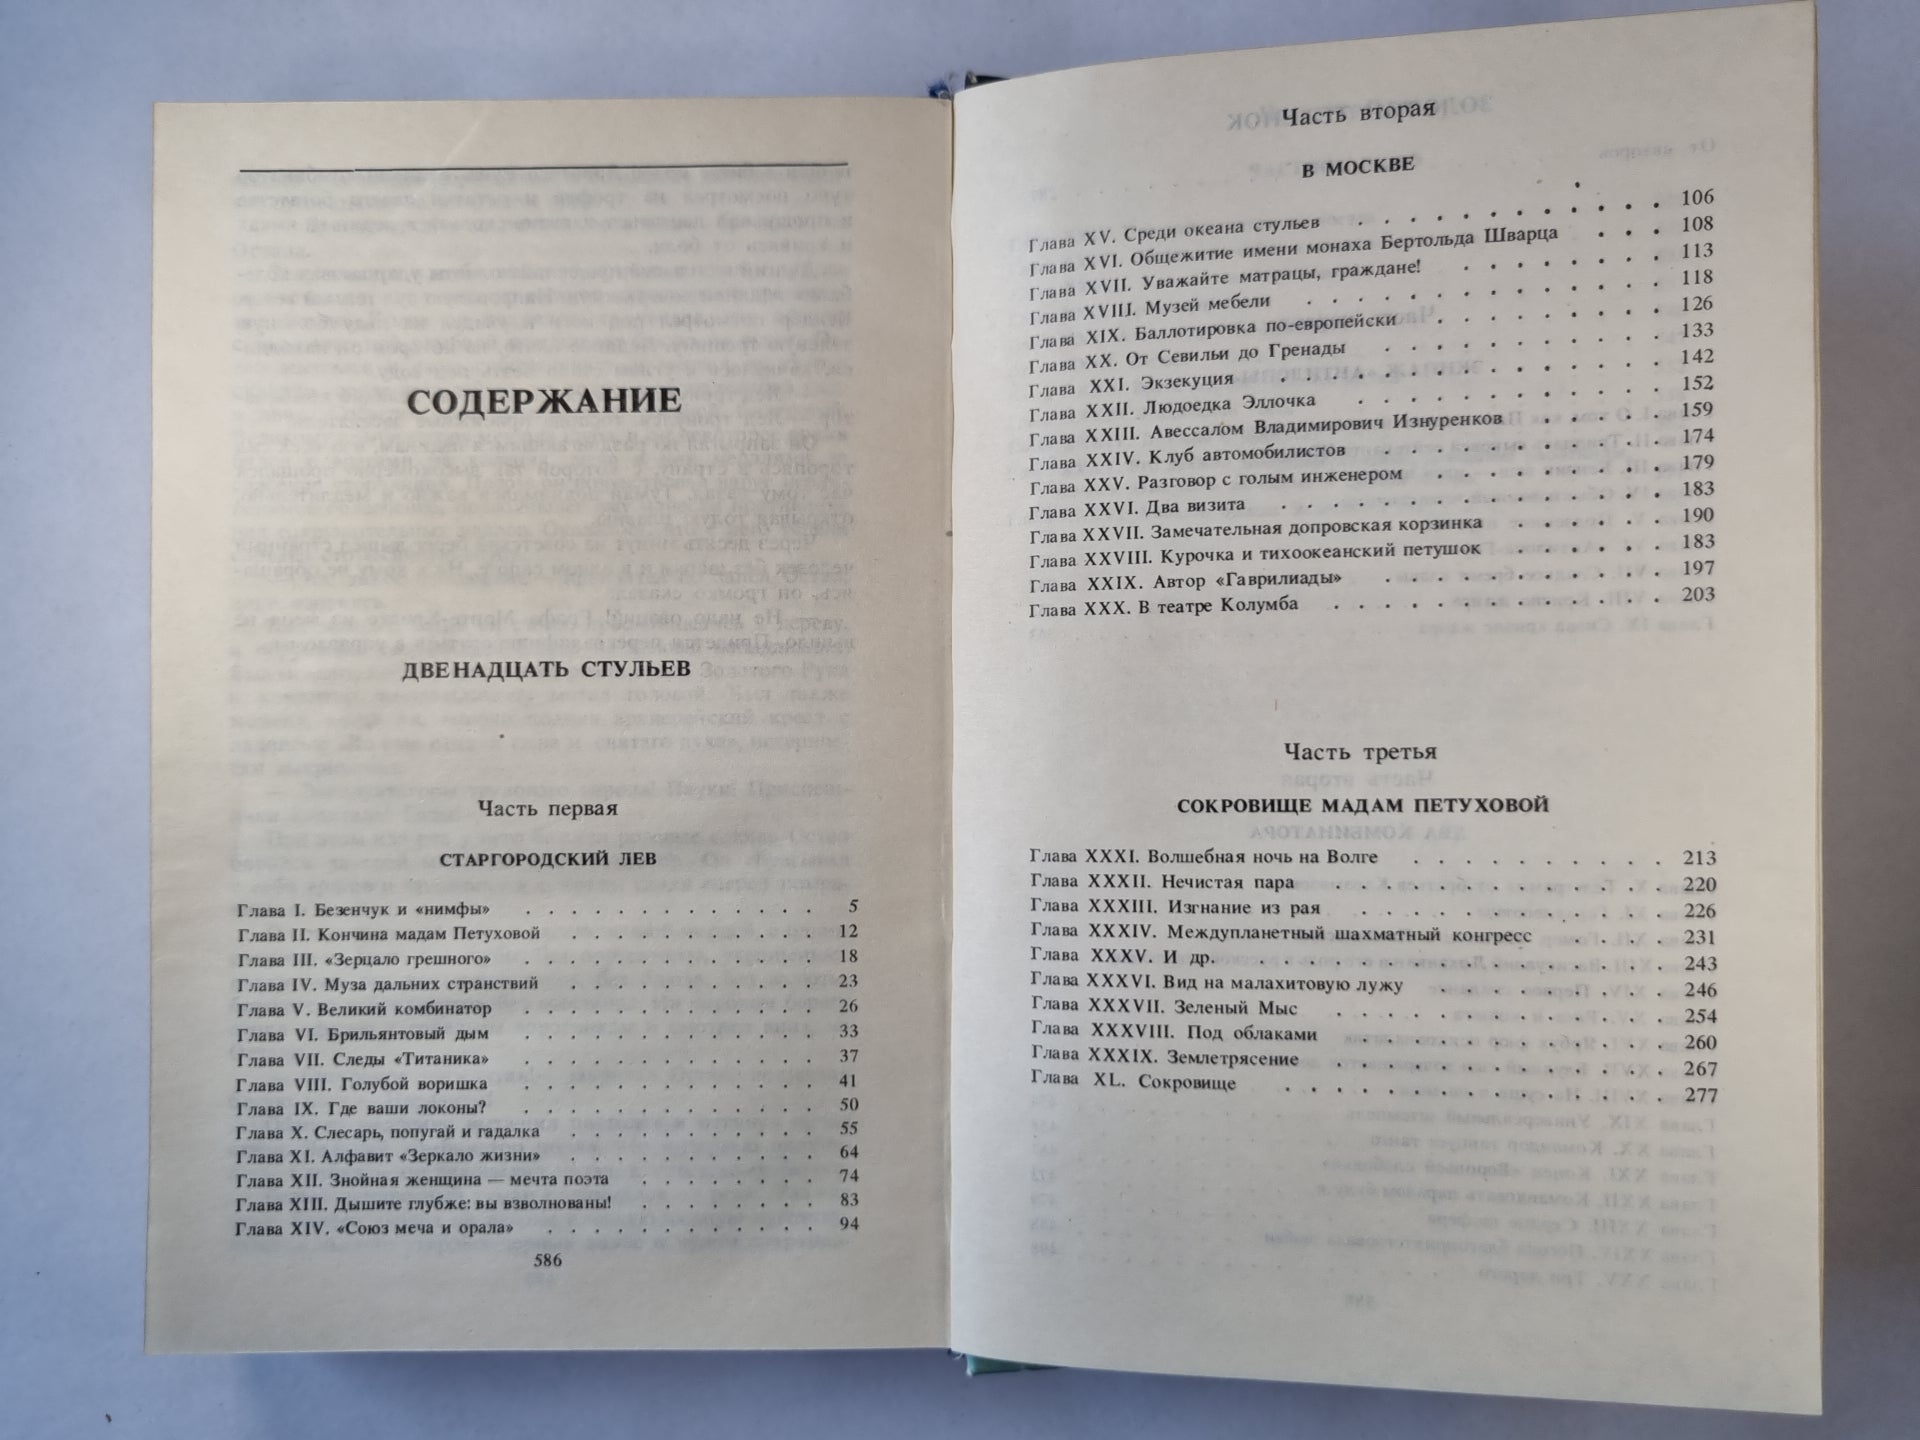 СОДЕРЖАНИЕ
ДВЕНАДЦАТЬ СТУЛЬЕВ
Часть первая
СТАРГОРОДСКИЙ ЛЕВ
Глава I. Безенчук и «нимфы» . . . . . . . . . . . . . 5
Глава II. Кончина мадам Петуховой . . . . . . . . . . . 12
Глава III. «Зерцало грешного» . . . . . . . . . . . . . 18
Глава IV. Муза дальних странствий . . . . . . . . . . . 23
Глава V. Великий комбинатор . . . . . . . . . . . . . 26
Глава VI. Брильянтовый дым . . . . . . . . . . . . . 33
Глава VII. Следы «Титаника» . . . . . . . . . . . . . 37
Глава VIII. Голубой воришка . . . . . . . . . . . . . 41
Глава IX. Где ваши локоны? . . . . . . . . . . . . . 50
Глава X. Слесарь, попугай и гадалка . . . . . . . . . . . 55
Глава XI. Алфавит «Зеркало жизни» . . . . . . . . . . . 64
Глава XII. Знойная женщина — мечта поэта . . . . . . . . 74
Глава XIII. Дышите глубже: вы взволнованы! . . . . . . . . 83
Глава XIV. «Союз меча и орала» . . . . . . . . . . . . 94
586
Часть вторая
В МОСКВЕ
Глава XV. Среди океана стульев . . . . . . . . . . . . 106
Глава XVI. Общежитие имени монаха Бертольда Шварца . . . 108
Глава XVII. Уважайте матрацы, граждане! . . . . . . . . 113
Глава XVIII. Музей мебели . . . . . . . . . . . . . . 118
Глава XIX. Баллотировка по-европейски . . . . . . . . . 126
Глава XX. От Севильи до Гренады . . . . . . . . . . . 133
Глава XXI. Экзекуция . . . . . . . . . . . . . . . 142
Глава XXII. Людоедка Эллочка . . . . . . . . . . . . 152
Глава XXIII. Авессалом Владимирович Изнуренков . . . . . . 159
Глава XXIV. Клуб автомобилистов . . . . . . . . . . . 174
Глава XXV. Разговор с голым инженером . . . . . . . . . 179
Глава XXVI. Два визита . . . . . . . . . . . . . . . 183
Глава XXVII. Замечательная допровская корзинка . . . . . . 190
Глава XXVIII. Курочка и тихоокеанский петушок . . . . . . 183
Глава XXIX. Автор «Гаврилиады» . . . . . . . . . . . 197
Глава XXX. В театре Колумба . . . . . . . . . . . . . 203
Часть третья
СОКРОВИЩЕ МАДАМ ПЕТУХОВОЙ
Глава XXXI. Волшебная ночь на Волге . . . . . . . . . . 213
Глава XXXII. Нечистая пара . . . . . . . . . . . . . 220
Глава XXXIII. Изгнание из рая . . . . . . . . . . . . 226
Глава XXXIV. Междупланетный шахматный конгресс . . . . 231
Глава XXXV. И др. . . . . . . . . . . . . . . . . 243
Глава XXXVI. Вид на малахитовую лужу . . . . . . . . . 246
Глава XXXVII. Зеленый Мыс . . . . . . . . . . . . . 254
Глава XXXVIII. Под облаками . . . . . . . . . . . . 260
Глава XXXIX. Землетрясение . . . . . . . . . . . . . 267
Глава XL. Сокровище . . . . . . . . . . . . . . . 277